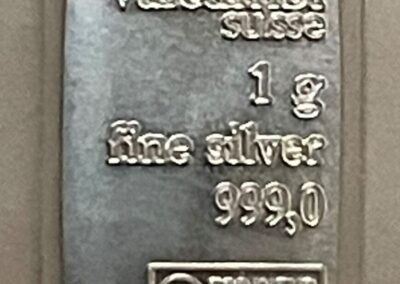 suisse
1 g
fine silver
999,0